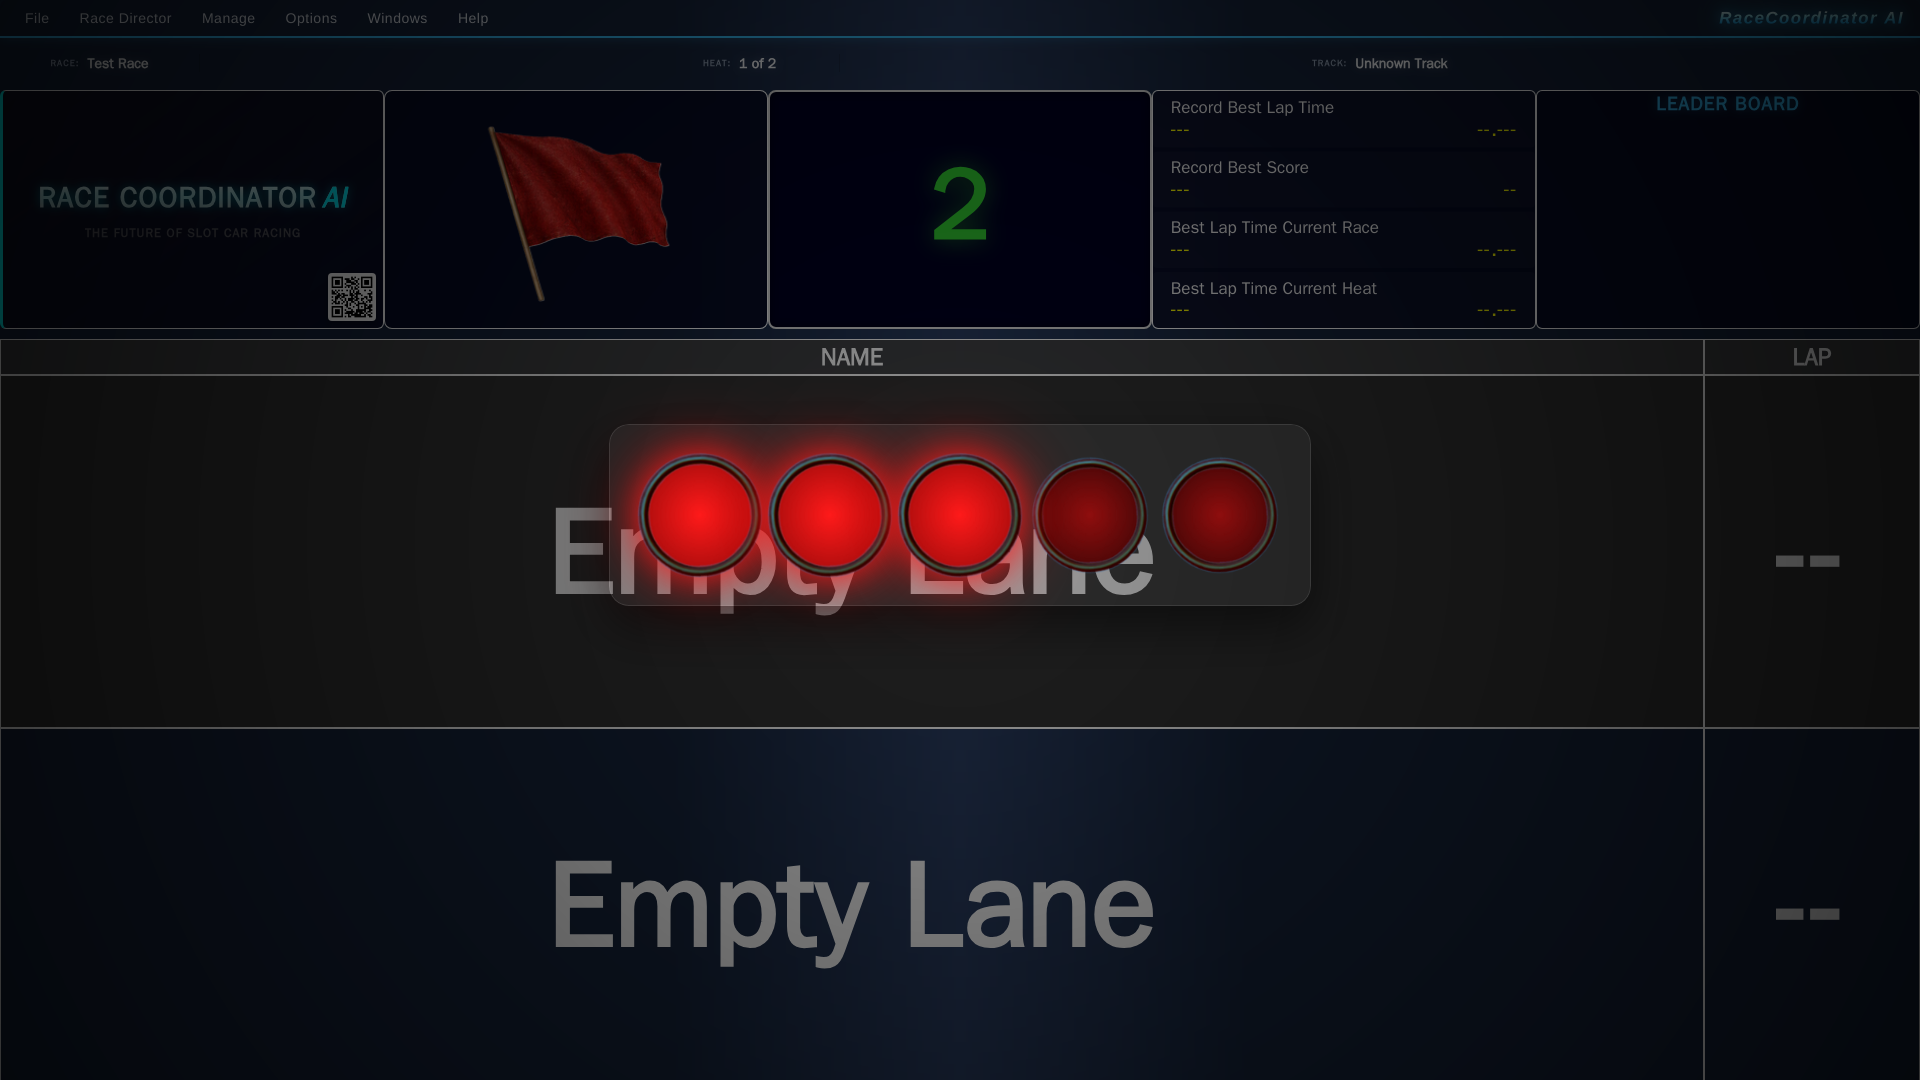 File Race Director Manage Options Windows Help RaceCoordinator AI
RACE: Test Race HEAT: 1 of 2 TRACK: Unknown Track
RACE COORDINATOR AI
THE FUTURE OF SLOT CAR RACING
2
Record Best Lap Time
--- --.---
Record Best Score
--- --
Best Lap Time Current Race
--- --.---
Best Lap Time Current Heat
--- --.---
LEADER BOARD
NAME LAP
Empty Lane --
Empty Lane --